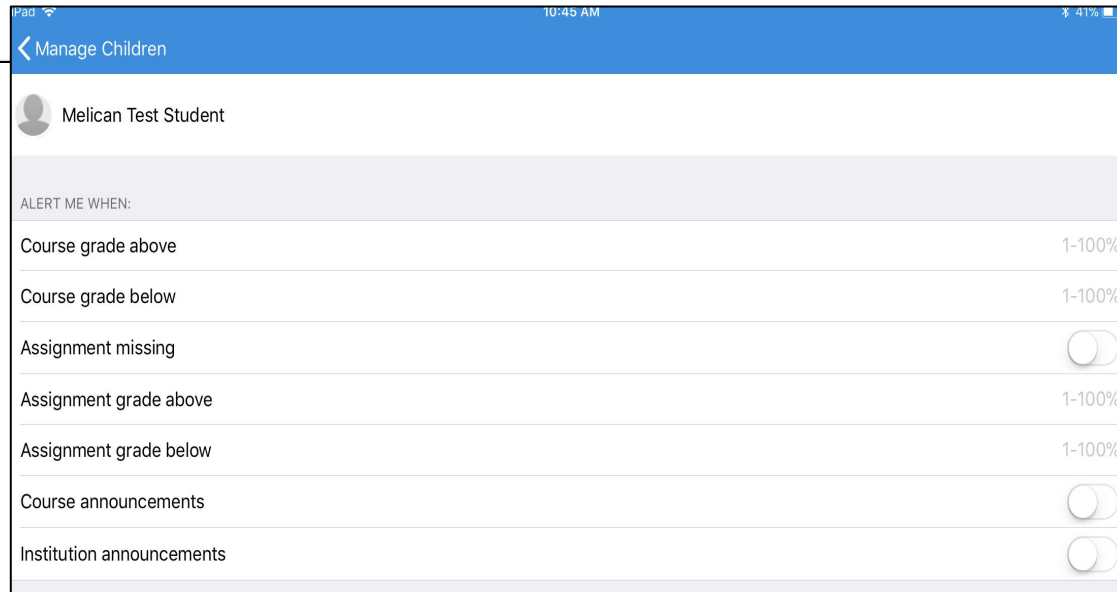 iPad 10:45 AM 41%
Manage Children
Melican Test Student
ALERT ME WHEN:
Course grade above 1-100%
Course grade below 1-100%
Assignment missing
Assignment grade above 1-100%
Assignment grade below 1-100%
Course announcements
Institution announcements